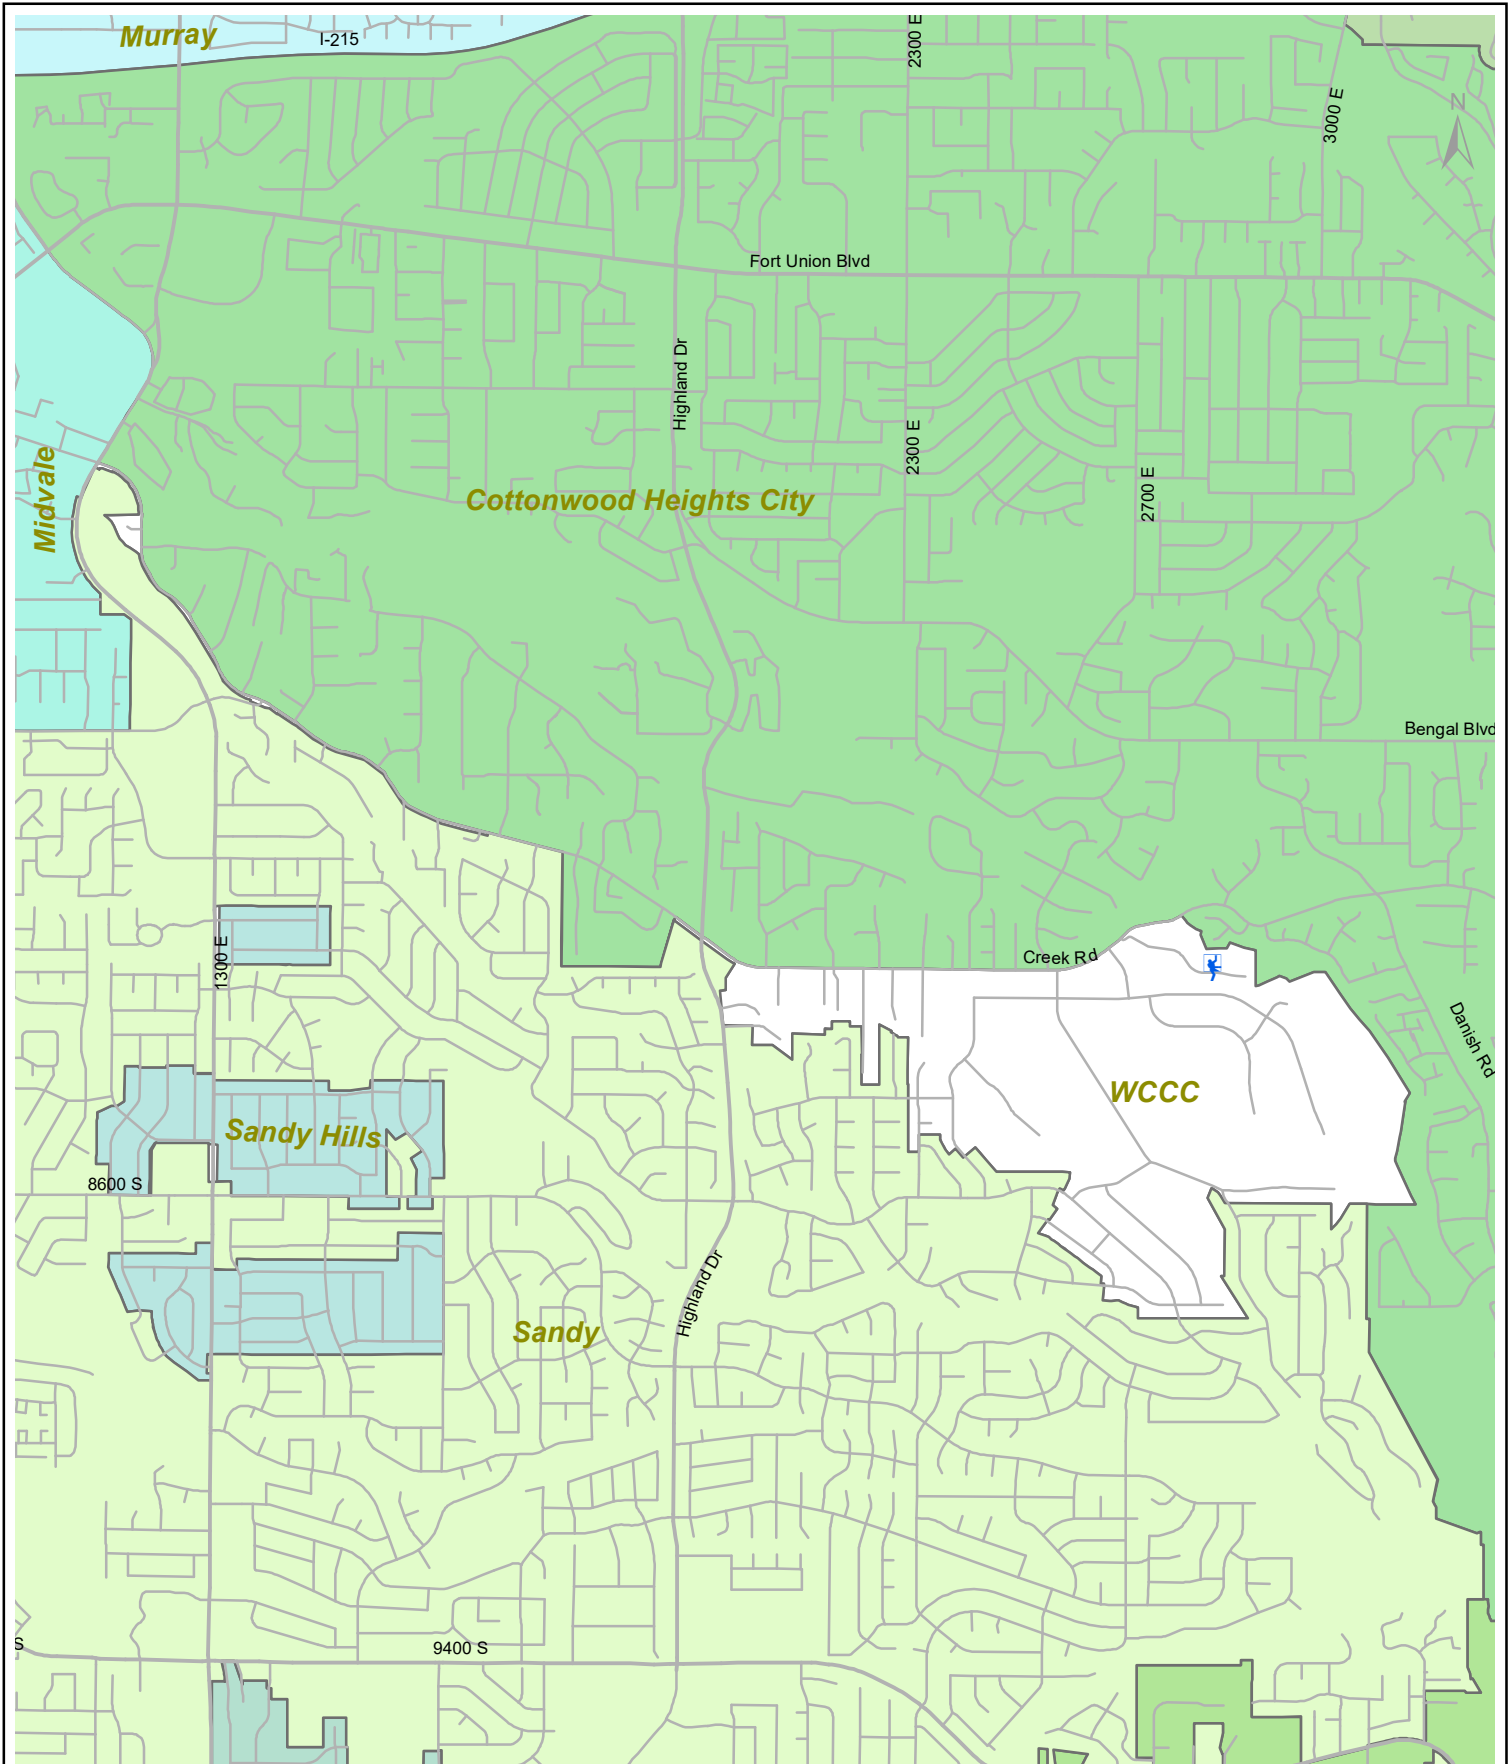 Murray
I-215
2300 E
3000 E
N
Fort Union Blvd
Highland Dr
2300 E
Midvale
Cottonwood Heights City
2700 E
Bengal Blvd
1300 E
Creek Rd
Danish Rd
WCCC
Sandy Hills
8600 S
Highland Dr
Sandy
9400 S
S